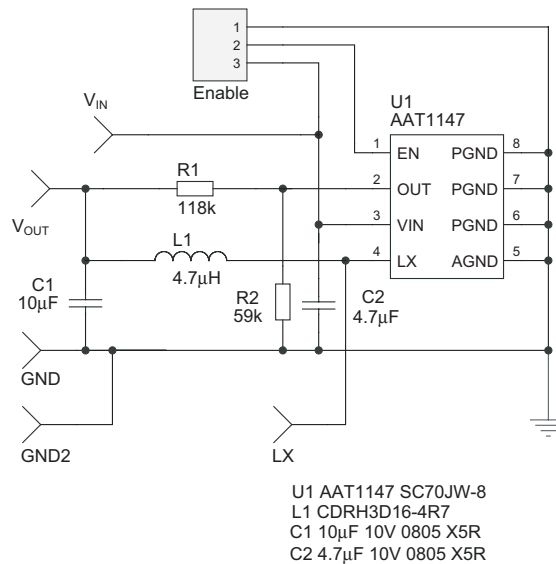 1
2
3
Enable
V_IN
U1
AAT1147
1 EN PGND 8
R1
2 OUT PGND 7
118k
V_OUT
3 VIN PGND 6
L1
4 LX AGND 5
4.7μH
C1
10μF
R2
59k
C2
4.7μF
GND
GND2
LX
U1 AAT1147 SC70JW-8
L1 CDRH3D16-4R7
C1 10μF 10V 0805 X5R
C2 4.7μF 10V 0805 X5R